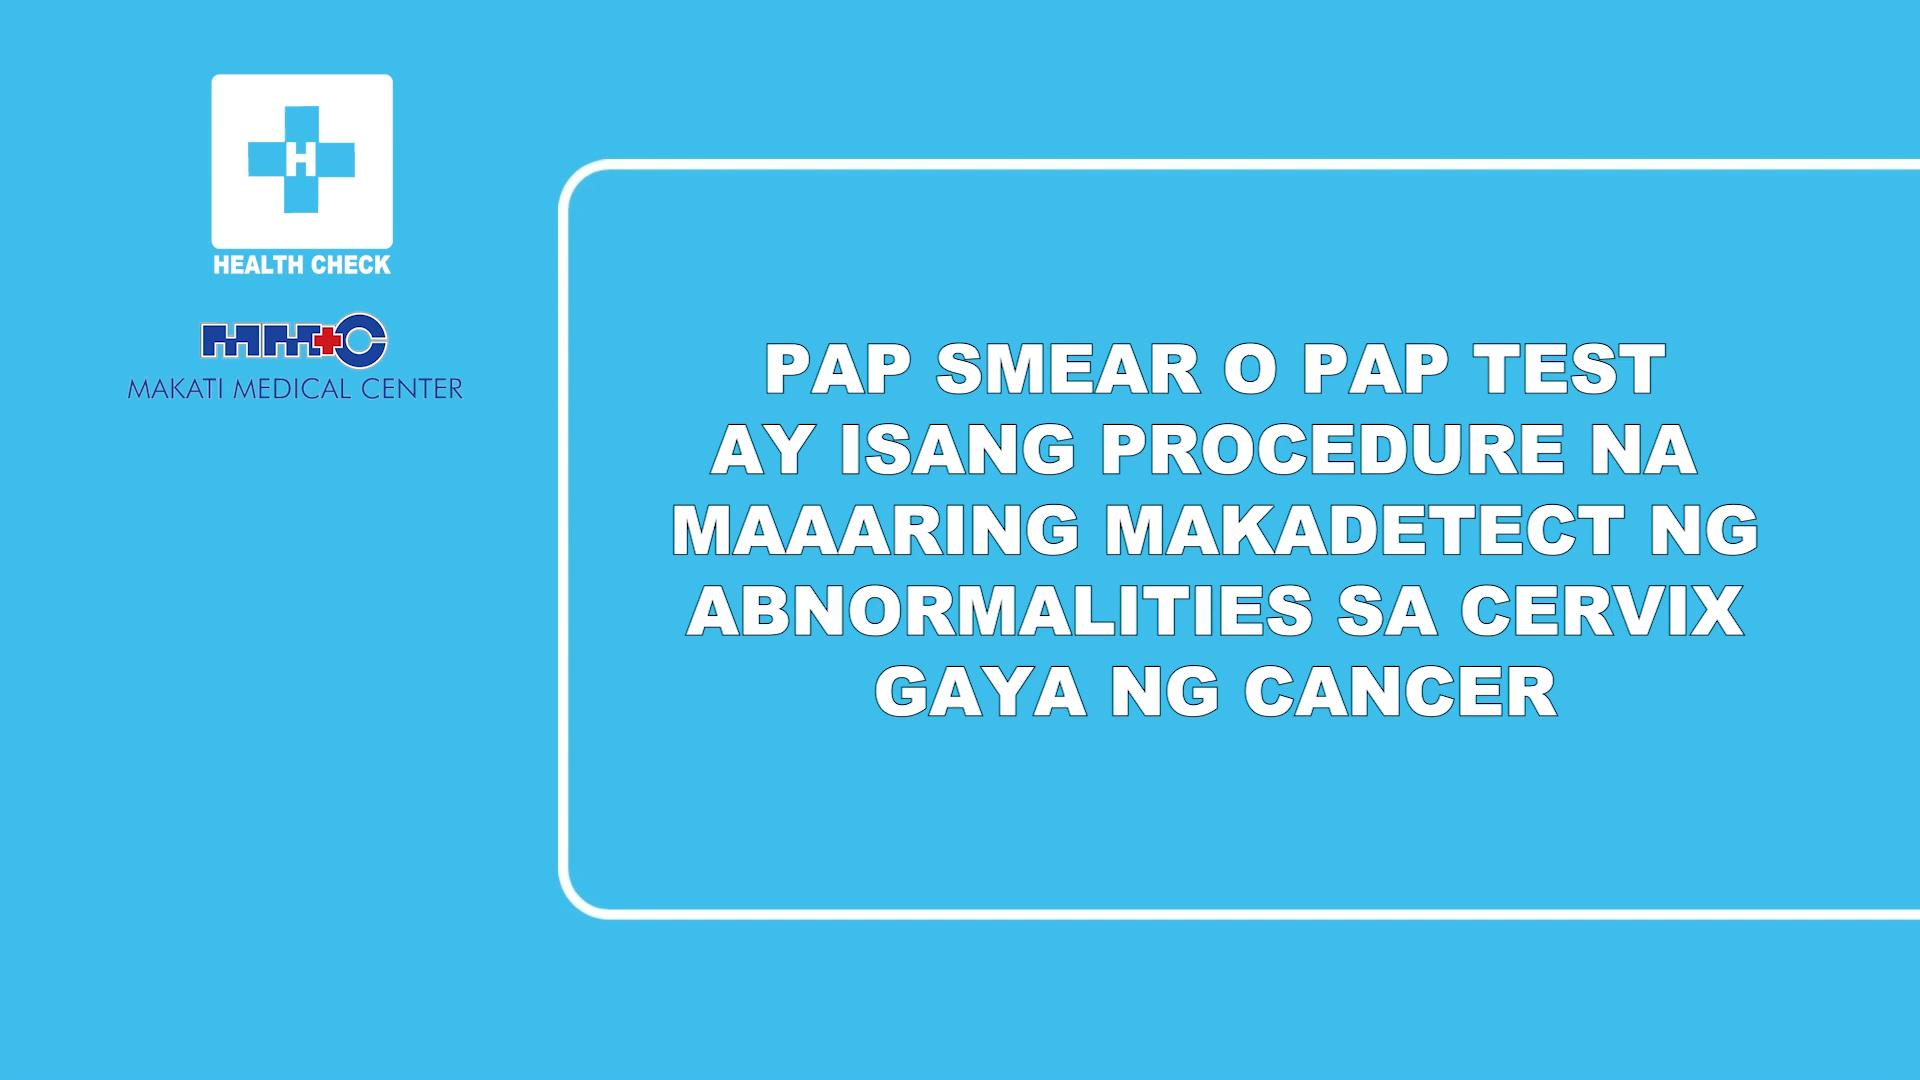 H
HEALTH CHECK
MMC
MAKATI MEDICAL CENTER
PAP SMEAR O PAP TEST
AY ISANG PROCEDURE NA
MAAARING MAKADETECT NG
ABNORMALITIES SA CERVIX
GAYA NG CANCER